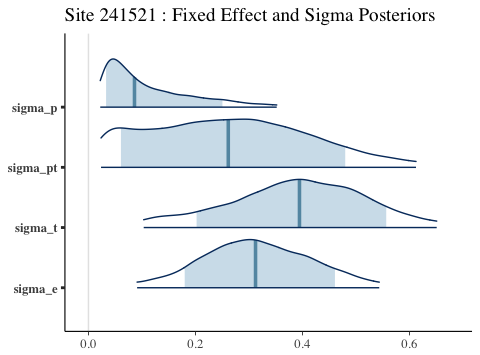 Site 241521 : Fixed Effect and Sigma Posteriors
sigma_p
sigma_pt
sigma_t
sigma_e
0.0 0.2 0.4 0.6